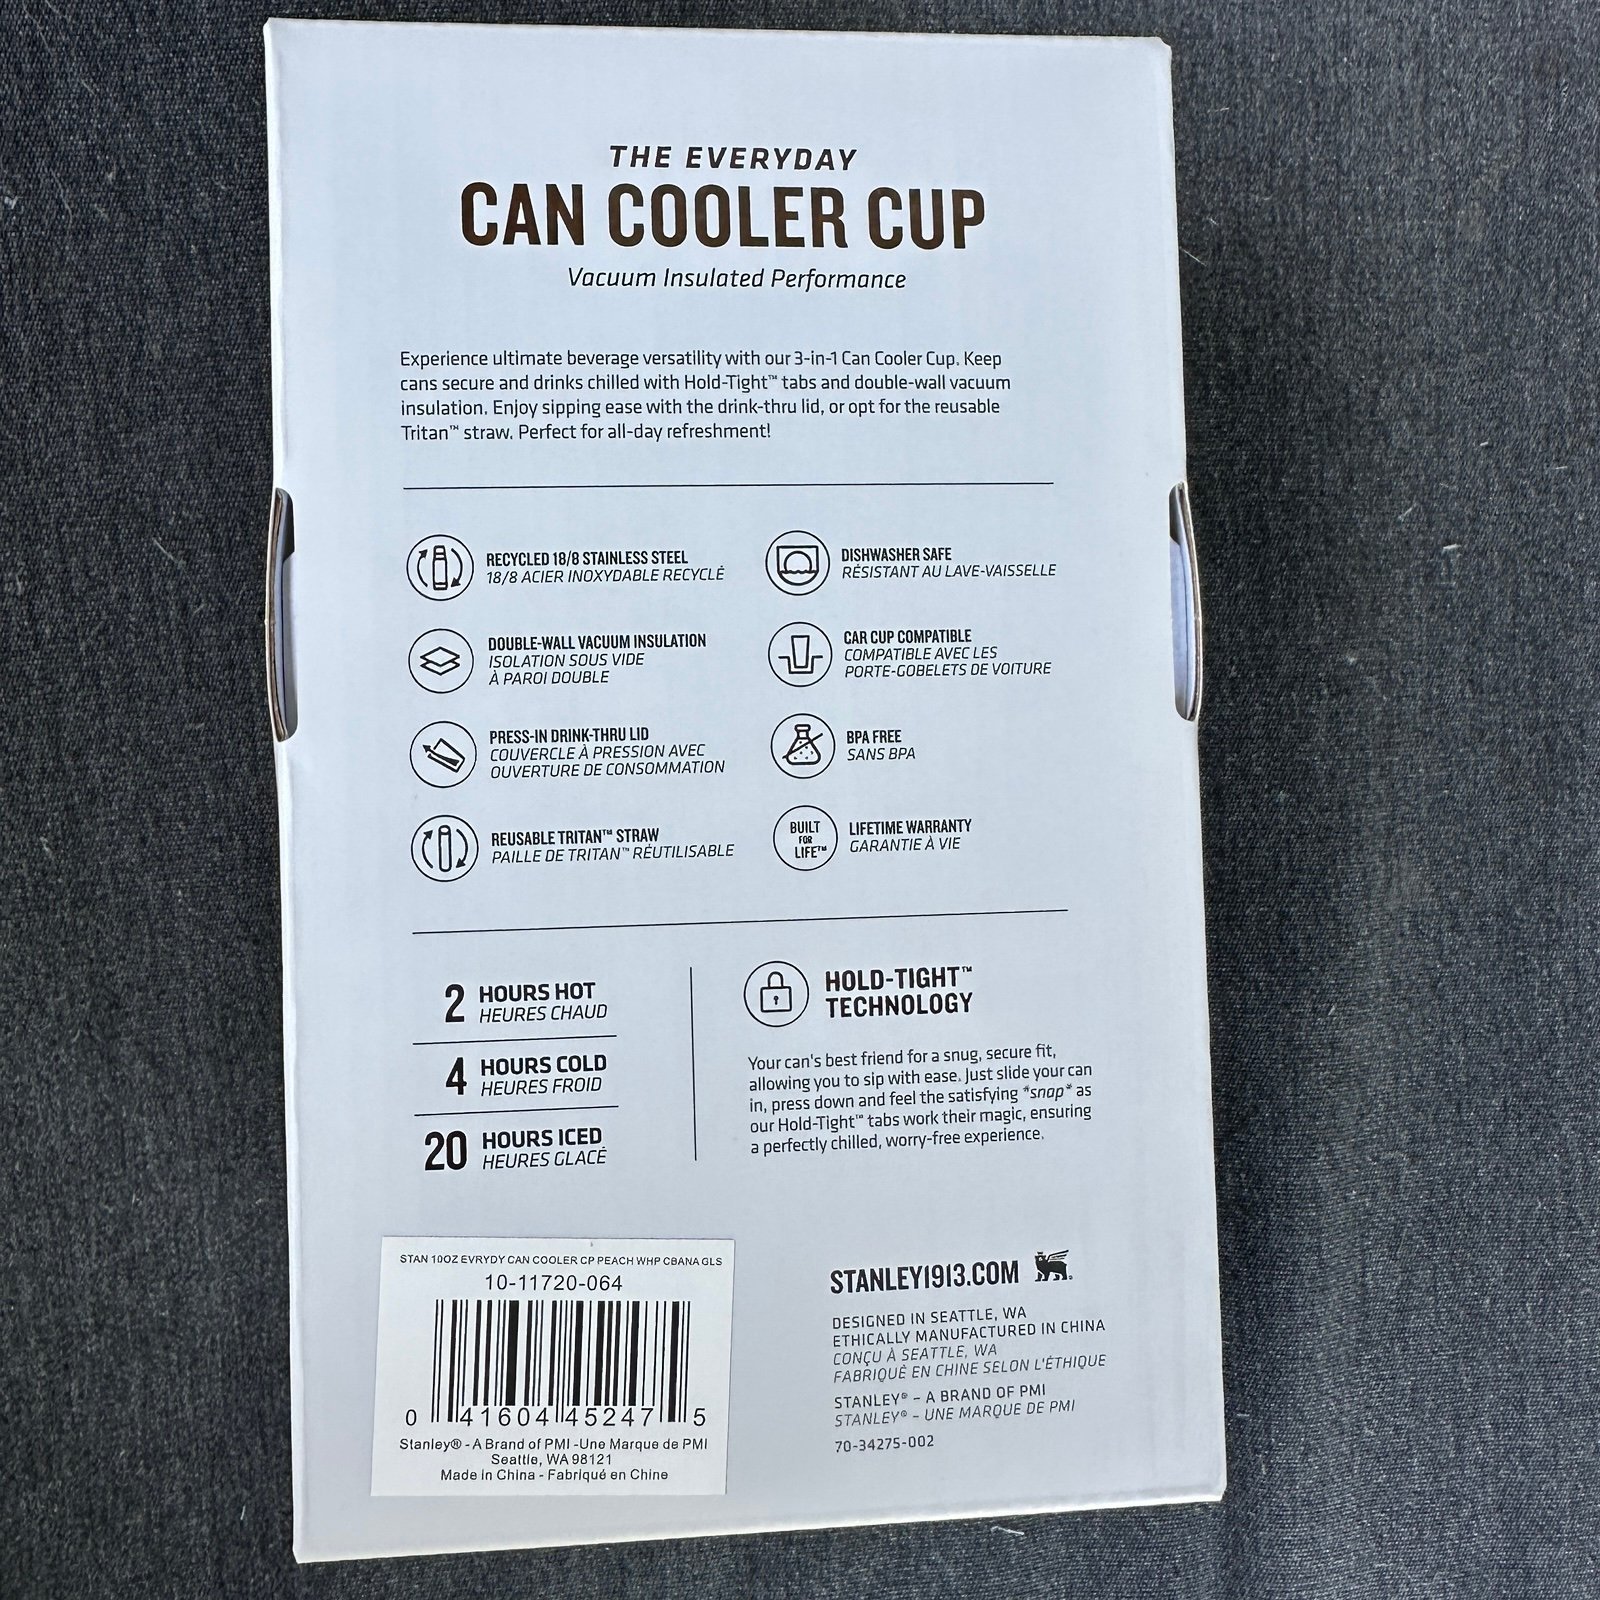 THE EVERYDAY
CAN COOLER CUP
Vacuum Insulated Performance
Experience ultimate beverage versatility with our 3-in-1 Can Cooler Cup. Keep
cans secure and drinks chilled with Hold-Tight™ tabs and double-wall vacuum
insulation. Enjoy sipping ease with the drink-thru lid, or opt for the reusable
Tritan™ straw. Perfect for all-day refreshment!
RECYCLED 18/8 STAINLESS STEEL
18/8 ACIER INOXYDABLE RECYCLÉ
DOUBLE-WALL VACUUM INSULATION
ISOLATION SOUS VIDE
À PAROI DOUBLE
PRESS-IN DRINK-THRU LID
COUVERCLE À PRESSION AVEC
OUVERTURE DE CONSOMMATION
REUSABLE TRITAN™ STRAW
PAILLE DE TRITAN™ RÉUTILISABLE
DISHWASHER SAFE
RÉSISTANT AU LAVE-VAISSELLE
CAR CUP COMPATIBLE
COMPATIBLE AVEC LES
PORTE-GOBELETS DE VOITURE
BPA FREE
SANS BPA
BUILT
FOR
LIFE™
LIFETIME WARRANTY
GARANTIE À VIE
2 HOURS HOT
HEURES CHAUD
4 HOURS COLD
HEURES FROID
20 HOURS ICED
HEURES GLACÉ
HOLD-TIGHT™
TECHNOLOGY
Your can's best friend for a snug, secure fit,
allowing you to sip with ease. Just slide your can
in, press down and feel the satisfying *snap* as
our Hold-Tight™ tabs work their magic, ensuring
a perfectly chilled, worry-free experience.
STAN 10OZ EVRYDY CAN COOLER CP PEACH WHP CBANA GLS
10-11720-064
0 41604 45247 5
Stanley® - A Brand of PMI -Une Marque de PMI
Seattle, WA 98121
Made in China - Fabriqué en Chine
STANLEY1913.COM
DESIGNED IN SEATTLE, WA
ETHICALLY MANUFACTURED IN CHINA
CONÇU À SEATTLE, WA
FABRIQUÉ EN CHINE SELON L'ÉTHIQUE
STANLEY® – A BRAND OF PMI
STANLEY® – UNE MARQUE DE PMI
70-34275-002